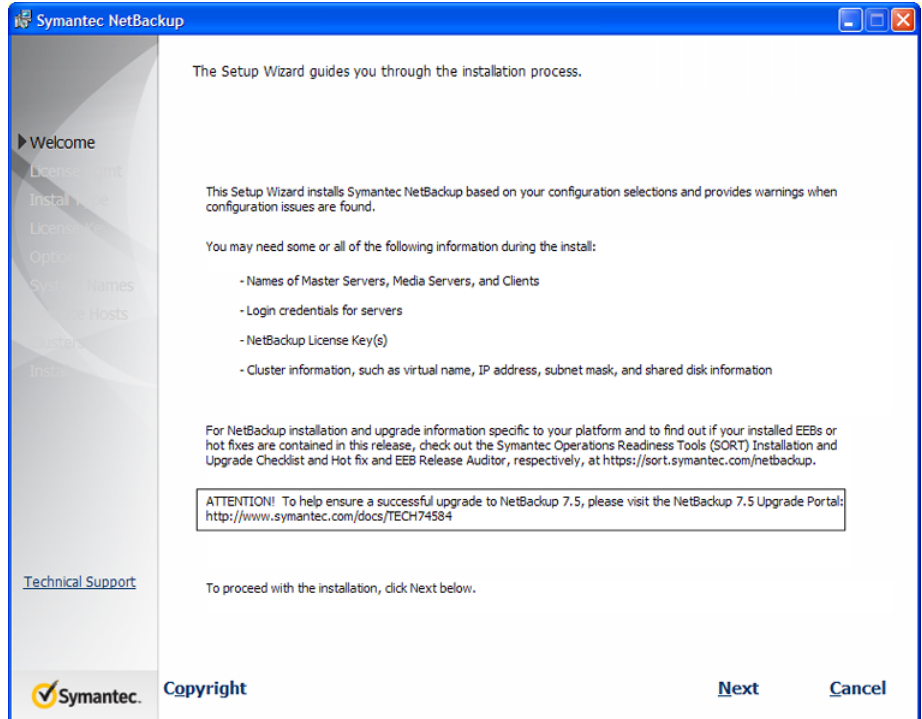 Symantec NetBackup
The Setup Wizard guides you through the installation process.
Welcome
Install
License
System Names
Hosts
This Setup Wizard installs Symantec NetBackup based on your configuration selections and provides warnings when
configuration issues are found.
You may need some or all of the following information during the install:
- Names of Master Servers, Media Servers, and Clients
- Login credentials for servers
- NetBackup License Key(s)
- Cluster information, such as virtual name, IP address, subnet mask, and shared disk information
For NetBackup installation and upgrade information specific to your platform and to find out if your installed EEBs or
hot fixes are contained in this release, check out the Symantec Operations Readiness Tools (SORT) Installation and
Upgrade Checklist and Hot fix and EEB Release Auditor, respectively, at https://sort.symantec.com/netbackup.
ATTENTION! To help ensure a successful upgrade to NetBackup 7.5, please visit the NetBackup 7.5 Upgrade Portal:
http://www.symantec.com/docs/TECH74584
Technical Support
To proceed with the installation, click Next below.
Symantec.
Copyright
Next
Cancel